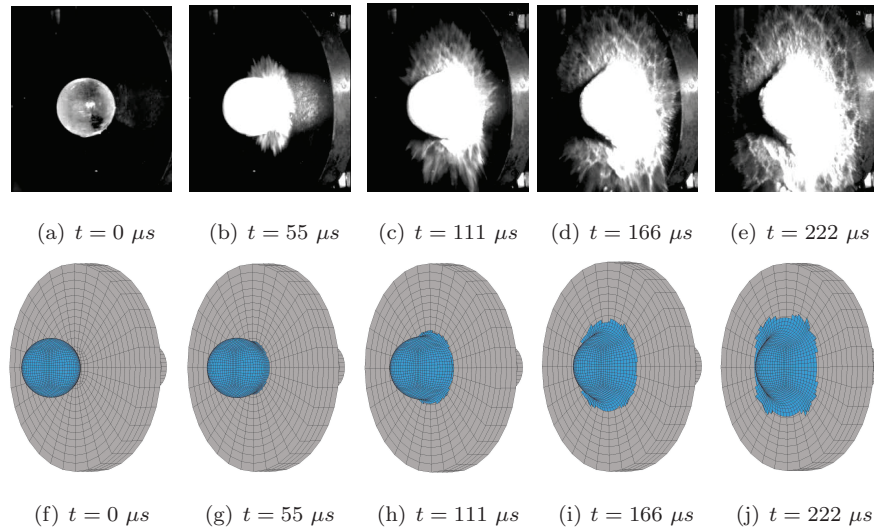 (a) t = 0 μs (b) t = 55 μs (c) t = 111 μs (d) t = 166 μs (e) t = 222 μs
(f) t = 0 μs (g) t = 55 μs (h) t = 111 μs (i) t = 166 μs (j) t = 222 μs